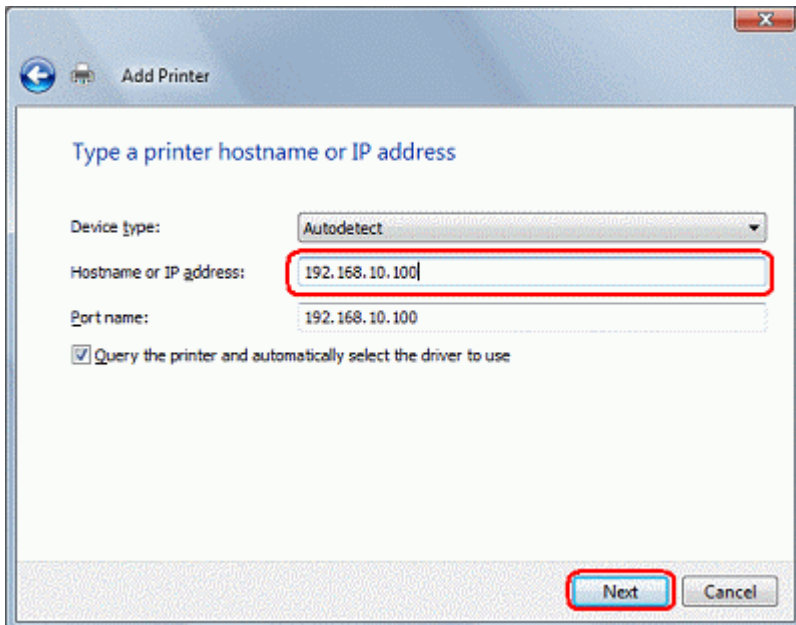 Add Printer
Type a printer hostname or IP address
Device type: Autodetect
Hostname or IP address: 192.168.10.100
Port name: 192.168.10.100
Query the printer and automatically select the driver to use
Next Cancel